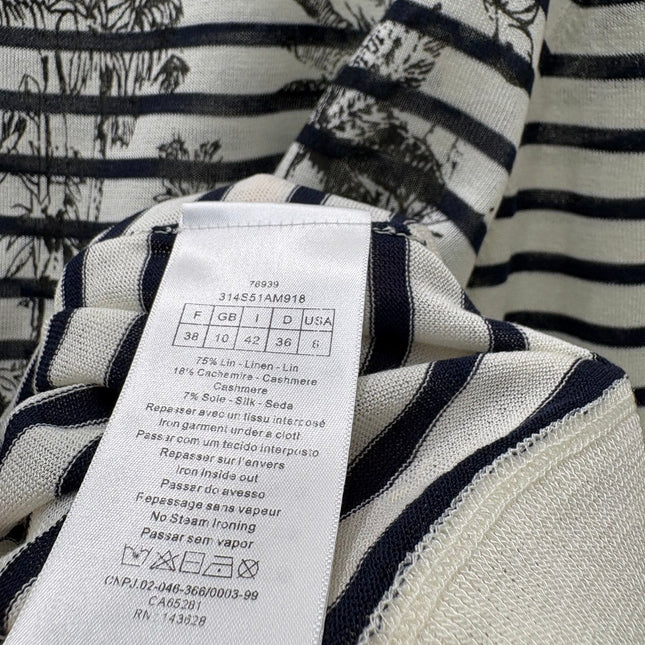 78939
314S51AM918
F GB I D USA
38 10 42 36 6
75% Lin - Linen - Lino
18% Cachemire - Cashmere
Cashmere
7% Soie - Silk - Seda
Repasser avec un tissu intercosé
Iron garment under a cloth
Passar com um tecido interposto
Repasser sur l'envers
Iron inside out
Passar do avesso
Repassage sans vapeur
No Steam Ironing
Passar sem vapor
CNPJ.02-046-366/0003-99
CA65281
RN: 143628